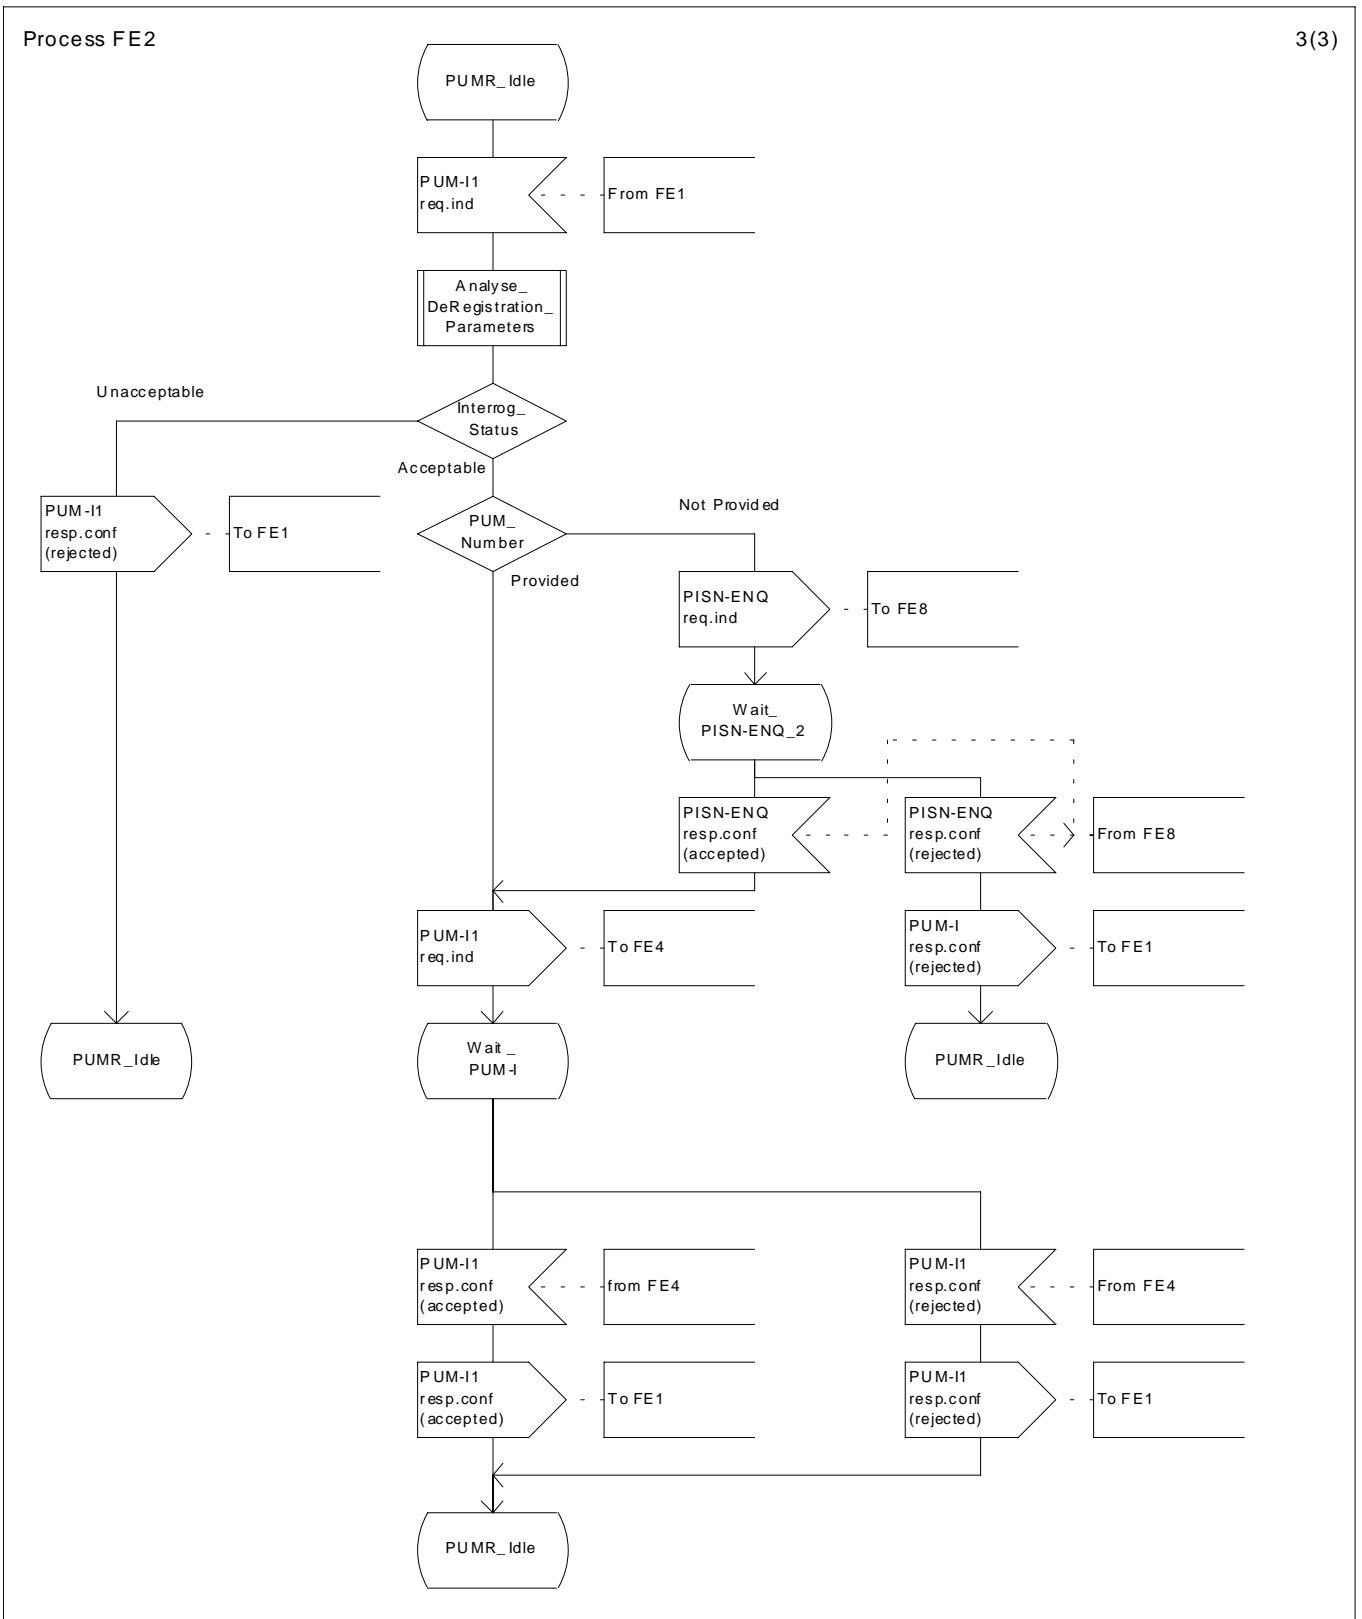 Process FE2
3(3)
PUMR_Idle
PUM-I1
req.ind
From FE1
Analyse_
DeRegistration_
Parameters
Unacceptable
Interrog_
Status
Acceptable
PUM-I1
resp.conf
(rejected)
To FE1
PUM_
Number
Not Provided
Provided
PISN-ENQ
req.ind
To FE8
Wait_
PISN-ENQ_2
PISN-ENQ
resp.conf
(accepted)
PISN-ENQ
resp.conf
(rejected)
From FE8
PUM-I1
req.ind
To FE4
PUM-I
resp.conf
(rejected)
To FE1
PUMR_Idle
Wait_
PUM-I
PUMR_Idle
PUM-I1
resp.conf
(accepted)
from FE4
PUM-I1
resp.conf
(rejected)
From FE4
PUM-I1
resp.conf
(accepted)
To FE1
PUM-I1
resp.conf
(rejected)
To FE1
PUMR_Idle